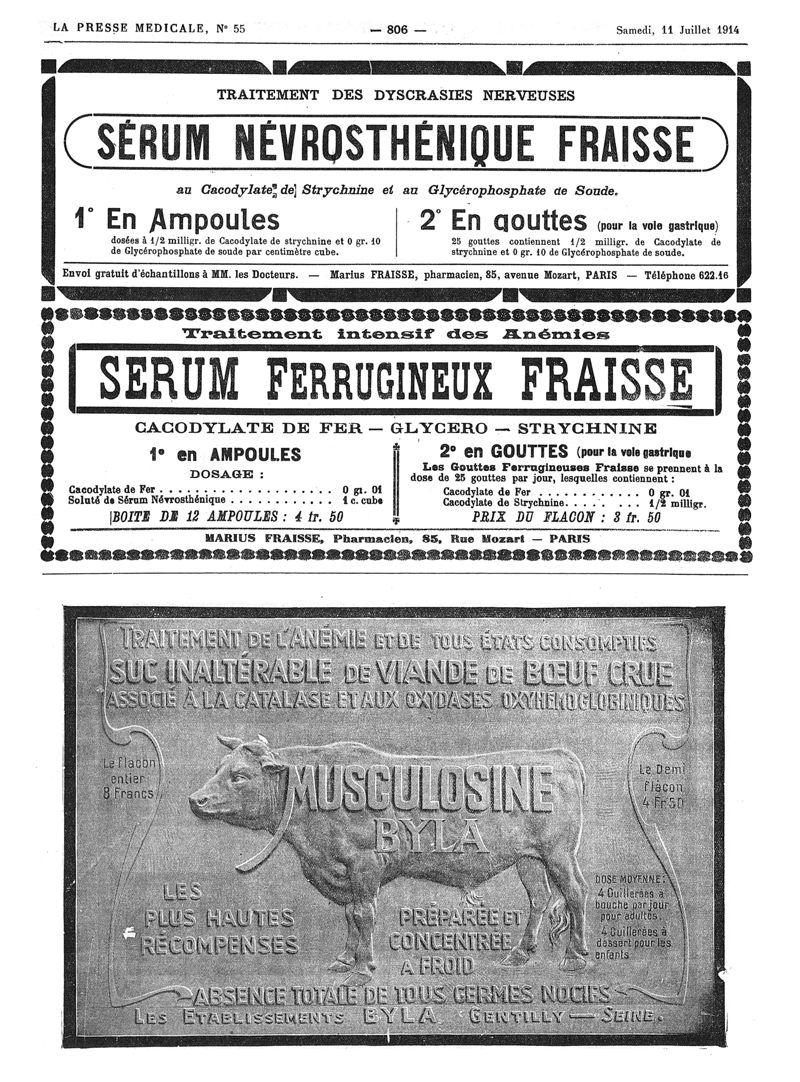 LA PRESSE MEDICALE, N° 55 — 806 — Samedi, 11 Juillet 1914
TRAITEMENT DES DYSCRASIES NERVEUSES
SÉRUM NÉVROSTHÉNIQUE FRAISSE
au Cacodylate de Strychnine et au Glycérophosphate de Soude.
1° En Ampoules
dosées à 1/2 milligr. de Cacodylate de strychnine et 0 gr. 10
de Glycérophosphate de soude par centimètre cube.
2° En gouttes (pour la voie gastrique)
25 gouttes contiennent 1/2 milligr. de Cacodylate de
strychnine et 0 gr. 10 de Glycérophosphate de soude.
Envoi gratuit d'échantillons à MM. les Docteurs. — Marius FRAISSE, pharmacien, 85, avenue Mozart, PARIS — Téléphone 622.16
Traitement intensif des Anémies
SERUM FERRUGINEUX FRAISSE
CACODYLATE DE FER — GLYCERO — STRYCHNINE
1° en AMPOULES
DOSAGE :
Cacodylate de Fer . . . . . . . . . . . . . . . . . . . . 0 gr. 01
Soluté de Sérum Névrosthénique . . . . . . . . . . . . 1 c. cube
BOITE DE 12 AMPOULES : 4 fr. 50
2° en GOUTTES (pour la voie gastrique
Les Gouttes Ferrugineuses Fraisse se prennent à la
dose de 25 gouttes par jour, lesquelles contiennent :
Cacodylate de Fer . . . . . . . . . . . . 0 gr. 01
Cacodylate de Strychnine. . . . . . . . . 1/2 milligr.
PRIX DU FLACON : 3 fr. 50
MARIUS FRAISSE, Pharmacien, 85, Rue Mozart — PARIS
TRAITEMENT DE L'ANÉMIE ET DE TOUS ÉTATS CONSOMPTIFS
SUC INALTÉRABLE DE VIANDE DE BŒUF CRUE
ASSOCIÉ À LA CATALASE ET AUX OXYDASES OXYHEMOGLOBINIQUES
Le flacon
entier
8 Francs
Le Demi
flacon
4 Fr 50
MUSCULOSINE
BYLA
LES
PLUS HAUTES
RÉCOMPENSES
PRÉPARÉE ET
CONCENTREE
A FROID
DOSE MOYENNE :
4 Cuillerées à
bouche par jour
pour adultes.
4 Cuillerées à
dessert pour les
enfants
ABSENCE TOTALE DE TOUS GERMES NOCIFS
LES ETABLISSEMENTS BYLA GENTILLY — SEINE.